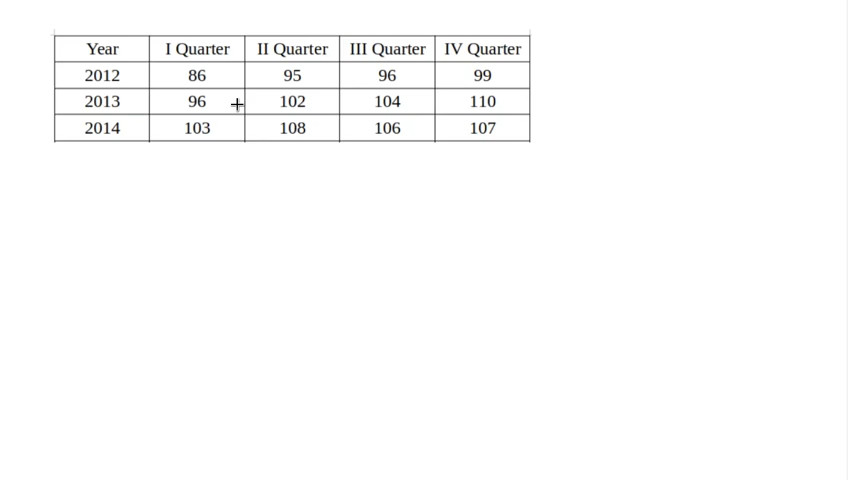 Year I Quarter II Quarter III Quarter IV Quarter
2012 86 95 96 99
2013 96 102 104 110
2014 103 108 106 107